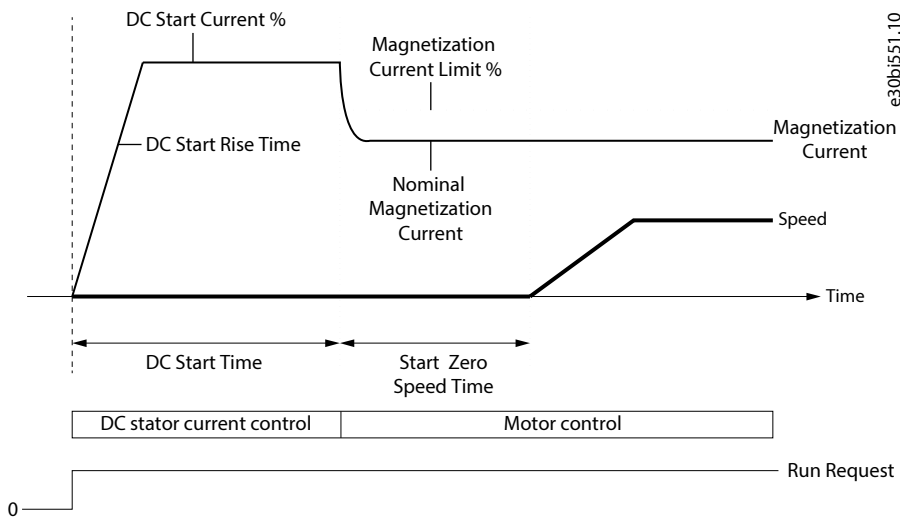 DC Start Current %
Magnetization
Current Limit %
e30bi551.10
DC Start Rise Time
Magnetization
Current
Nominal
Magnetization
Current
Speed
Time
DC Start Time
Start Zero
Speed Time
DC stator current control
Motor control
Run Request
0